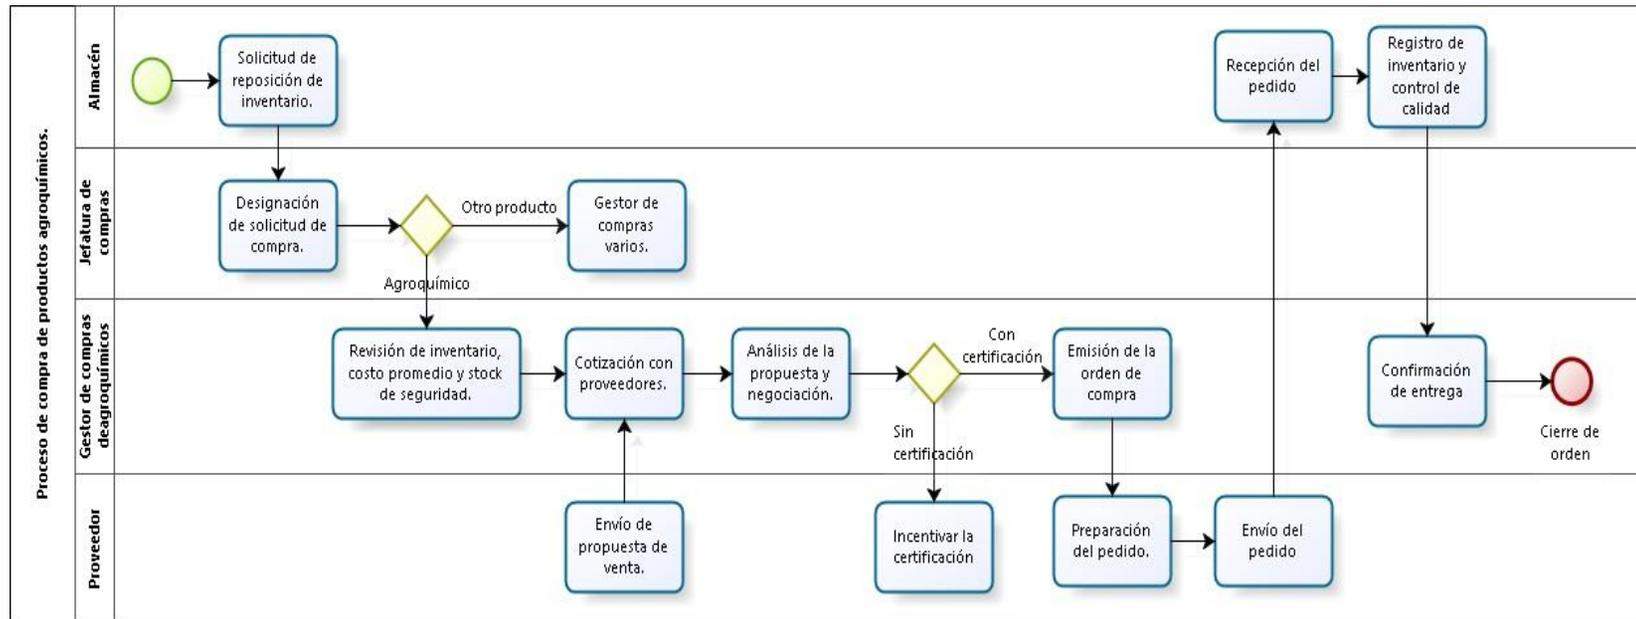 Proceso de compra de productos agroquímicos.
Almacén
Solicitud de
reposición de
inventario.
Recepción del
pedido
Registro de
inventario y
control de
calidad
Jefatura de
compras
Designación
de solicitud de
compra.
Otro producto
Gestor de
compras
varios.
Agroquímico
Gestor de compras
deagroquímicos
Revisión de inventario,
costo promedio y stock
de seguridad.
Cotización con
proveedores.
Análisis de la
propuesta y
negociación.
Con
certificación
Sin
certificación
Emisión de la
orden de
compra
Confirmación
de entrega
Cierre de
orden
Proveedor
Envío de
propuesta de
venta.
Incentivar la
certificación
Preparación
del pedido.
Envío del
pedido